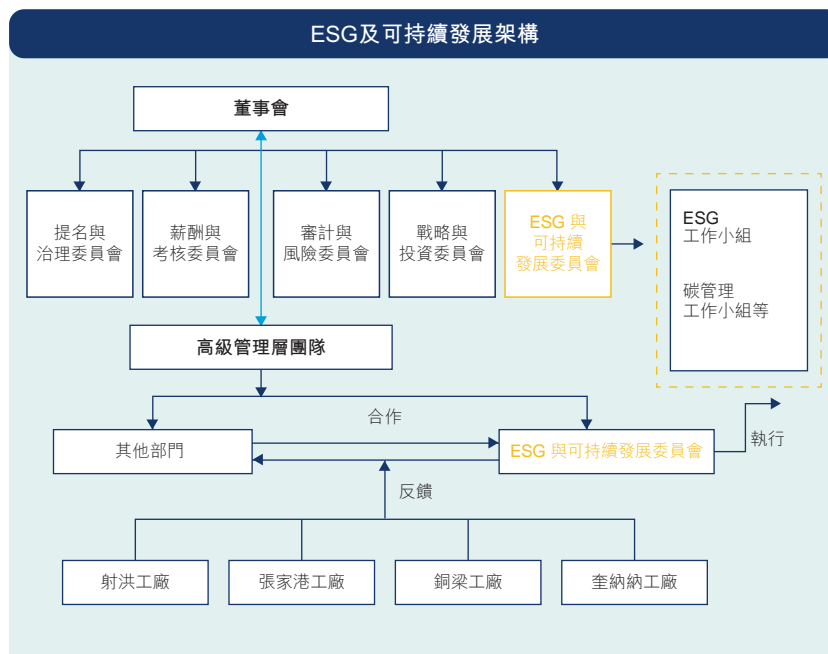 ESG及可持續發展架構
董事會
提名與
治理委員會
薪酬與
考核委員會
審計與
風險委員會
戰略與
投資委員會
ESG 與
可持續
發展委員會
ESG
工作小組
碳管理
工作小組等
高級管理層團隊
合作
其他部門
ESG 與可持續發展委員會
執行
反饋
射洪工廠
張家港工廠
銅梁工廠
奎納納工廠